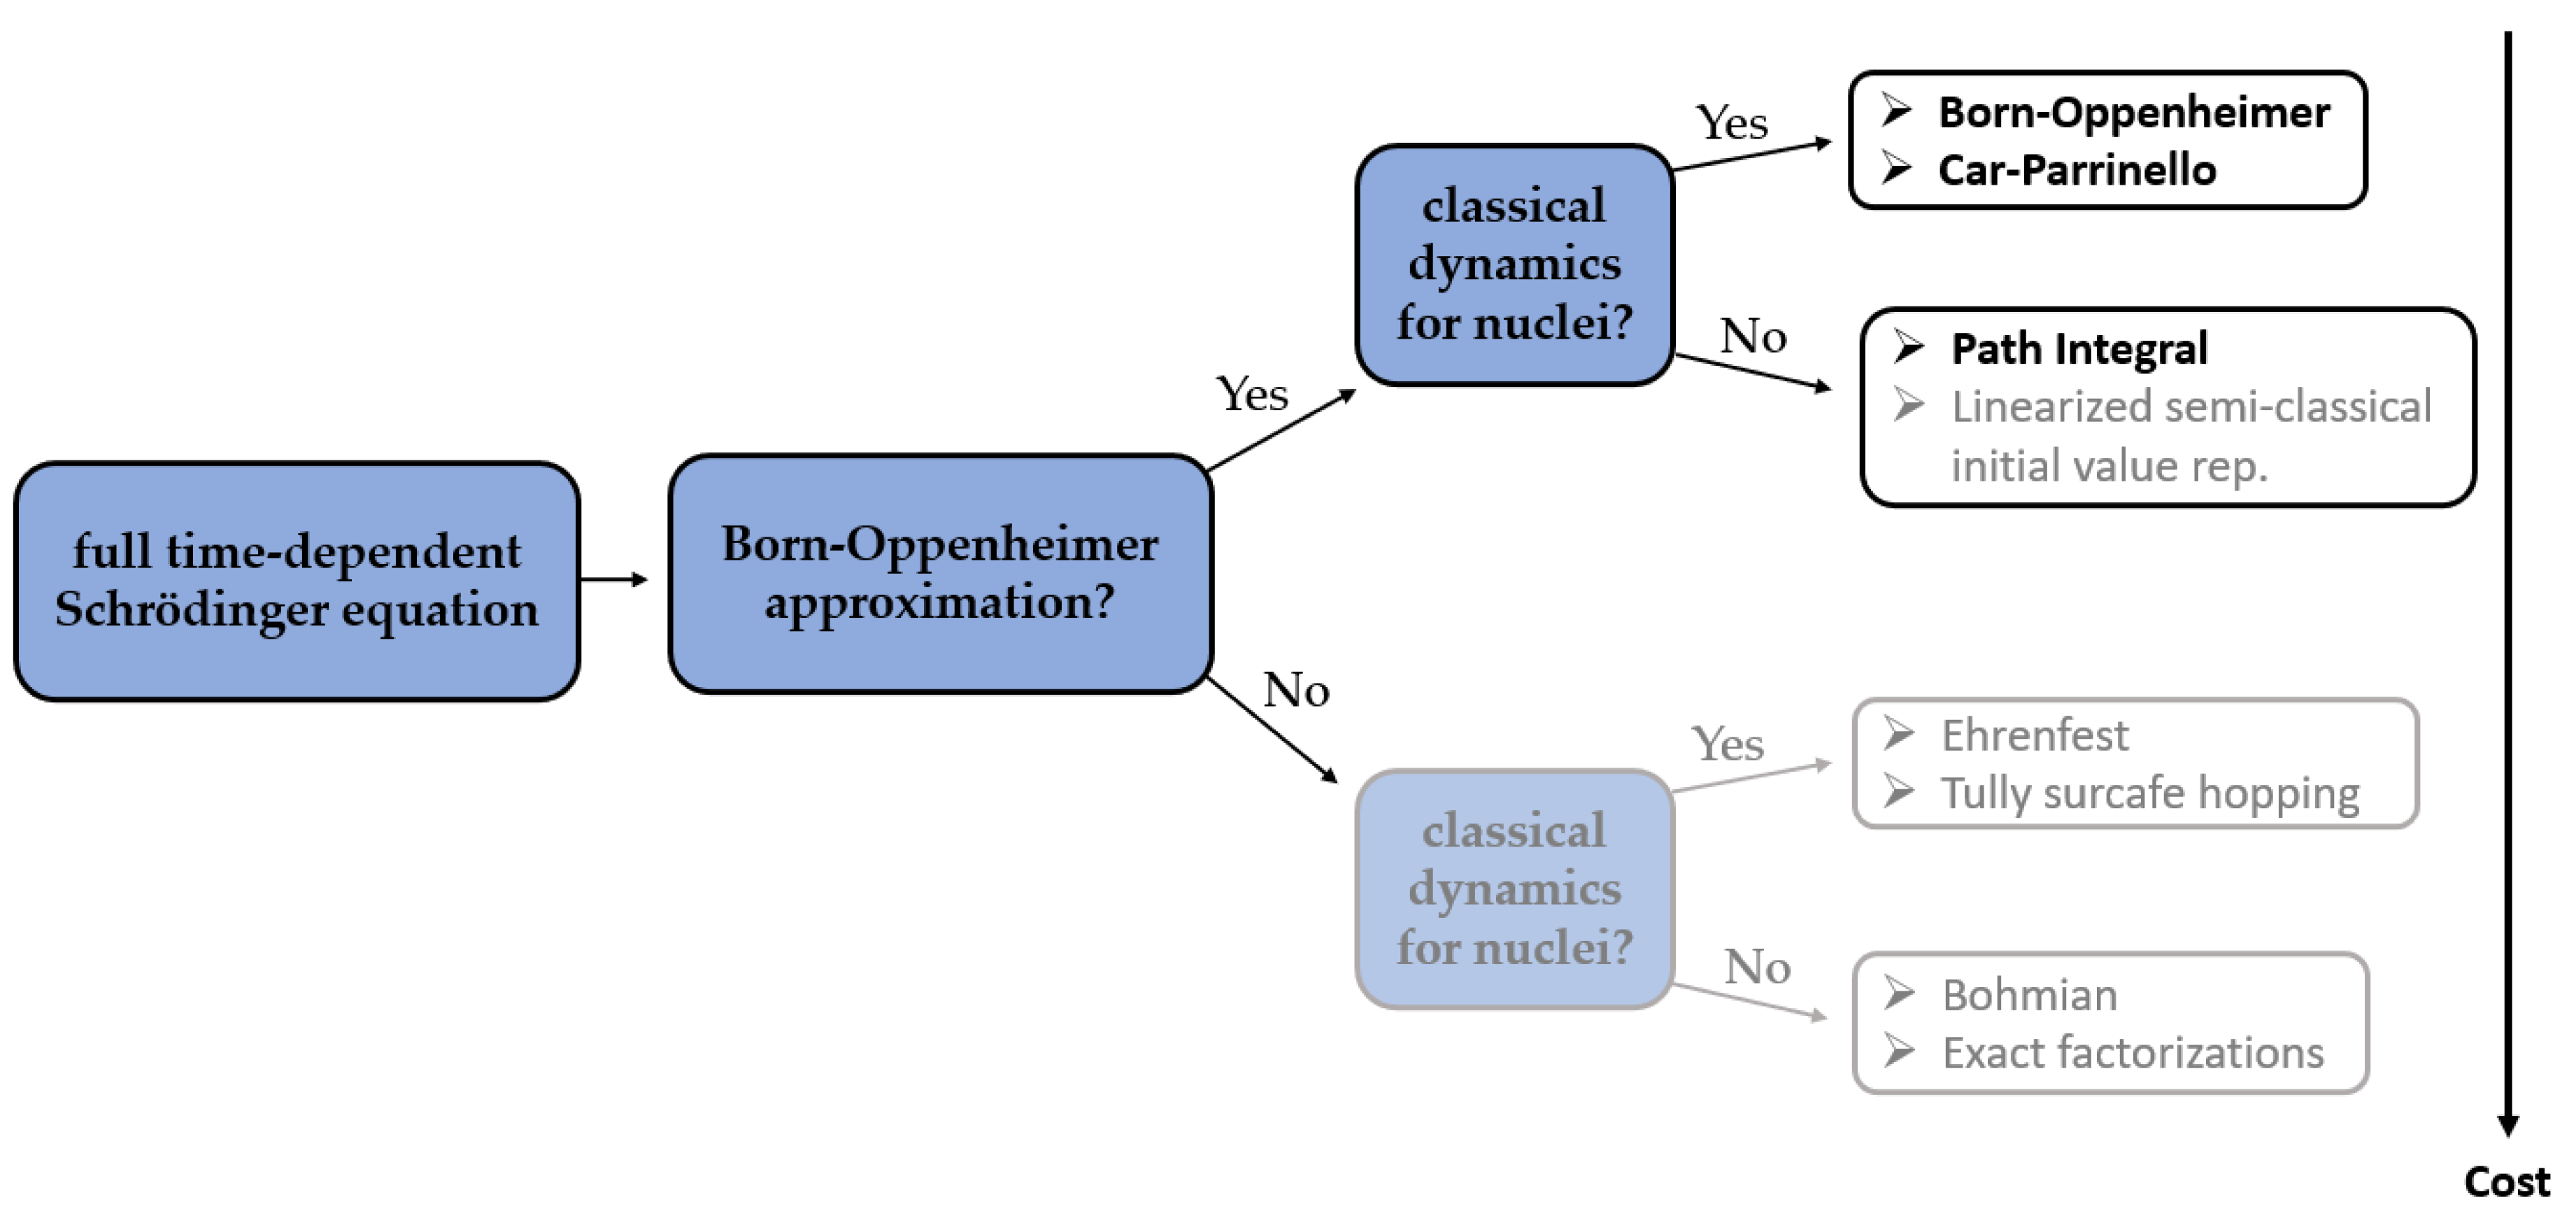 full time-dependent
Schrödinger equation
Born-Oppenheimer
approximation?
Yes
No
classical
dynamics
for nuclei?
Yes
No
Born-Oppenheimer
Car-Parrinello
Path Integral
Linearized semi-classical
initial value rep.
classical
dynamics
for nuclei?
Yes
No
Ehrenfest
Tully surcafe hopping
Bohmian
Exact factorizations
Cost